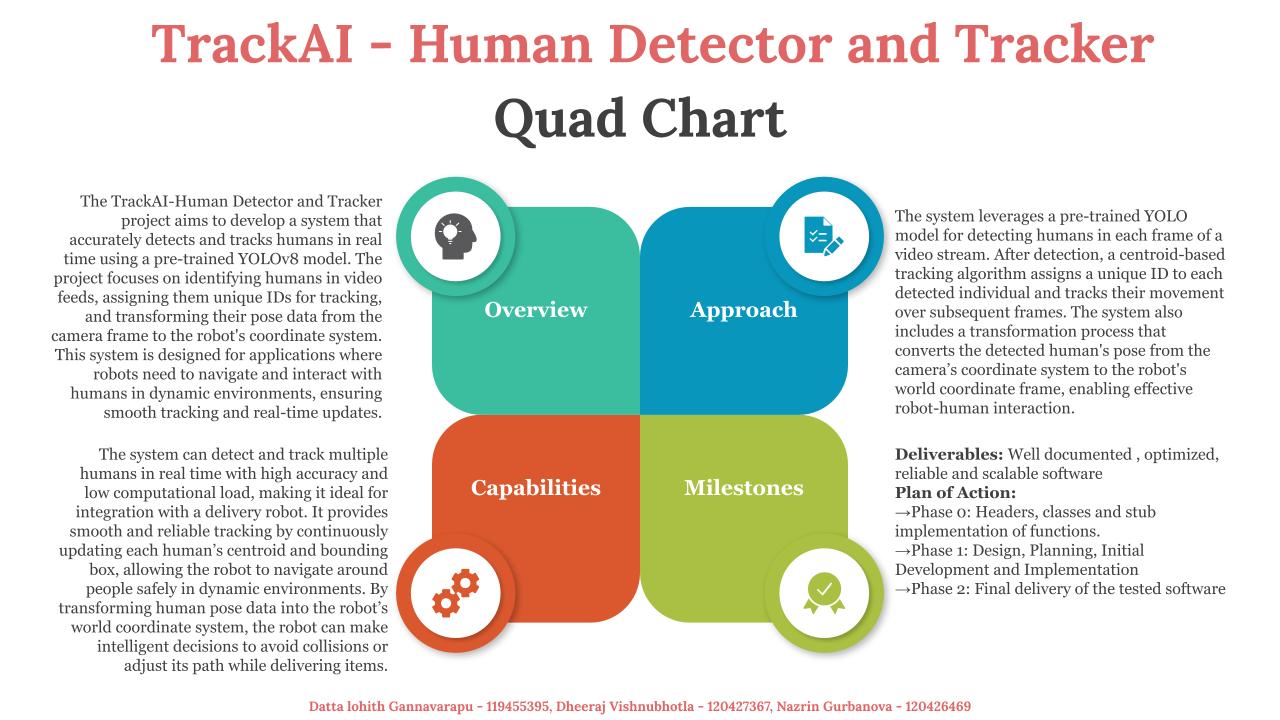 TrackAI - Human Detector and Tracker
Quad Chart
The TrackAI-Human Detector and Tracker
project aims to develop a system that
accurately detects and tracks humans in real
time using a pre-trained YOLOv8 model. The
project focuses on identifying humans in video
feeds, assigning them unique IDs for tracking,
and transforming their pose data from the
camera frame to the robot's coordinate system.
This system is designed for applications where
robots need to navigate and interact with
humans in dynamic environments, ensuring
smooth tracking and real-time updates.
Overview
Approach
The system leverages a pre-trained YOLO
model for detecting humans in each frame of a
video stream. After detection, a centroid-based
tracking algorithm assigns a unique ID to each
detected individual and tracks their movement
over subsequent frames. The system also
includes a transformation process that
converts the detected human's pose from the
camera’s coordinate system to the robot's
world coordinate frame, enabling effective
robot-human interaction.
The system can detect and track multiple
humans in real time with high accuracy and
low computational load, making it ideal for
integration with a delivery robot. It provides
smooth and reliable tracking by continuously
updating each human’s centroid and bounding
box, allowing the robot to navigate around
people safely in dynamic environments. By
transforming human pose data into the robot’s
world coordinate system, the robot can make
intelligent decisions to avoid collisions or
adjust its path while delivering items.
Capabilities
Milestones
Deliverables: Well documented , optimized,
reliable and scalable software
Plan of Action:
→Phase 0: Headers, classes and stub
implementation of functions.
→Phase 1: Design, Planning, Initial
Development and Implementation
→Phase 2: Final delivery of the tested software
Datta lohith Gannavarapu - 119455395, Dheeraj Vishnubhotla - 120427367, Nazrin Gurbanova - 120426469